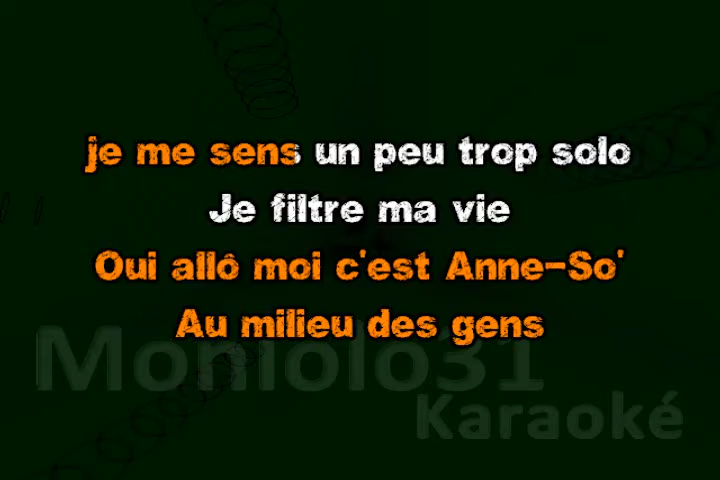 je me sens un peu trop solo
Je filtre ma vie
Oui allô moi c'est Anne-So'
Au milieu des gens
Monlolo31
Karaoké